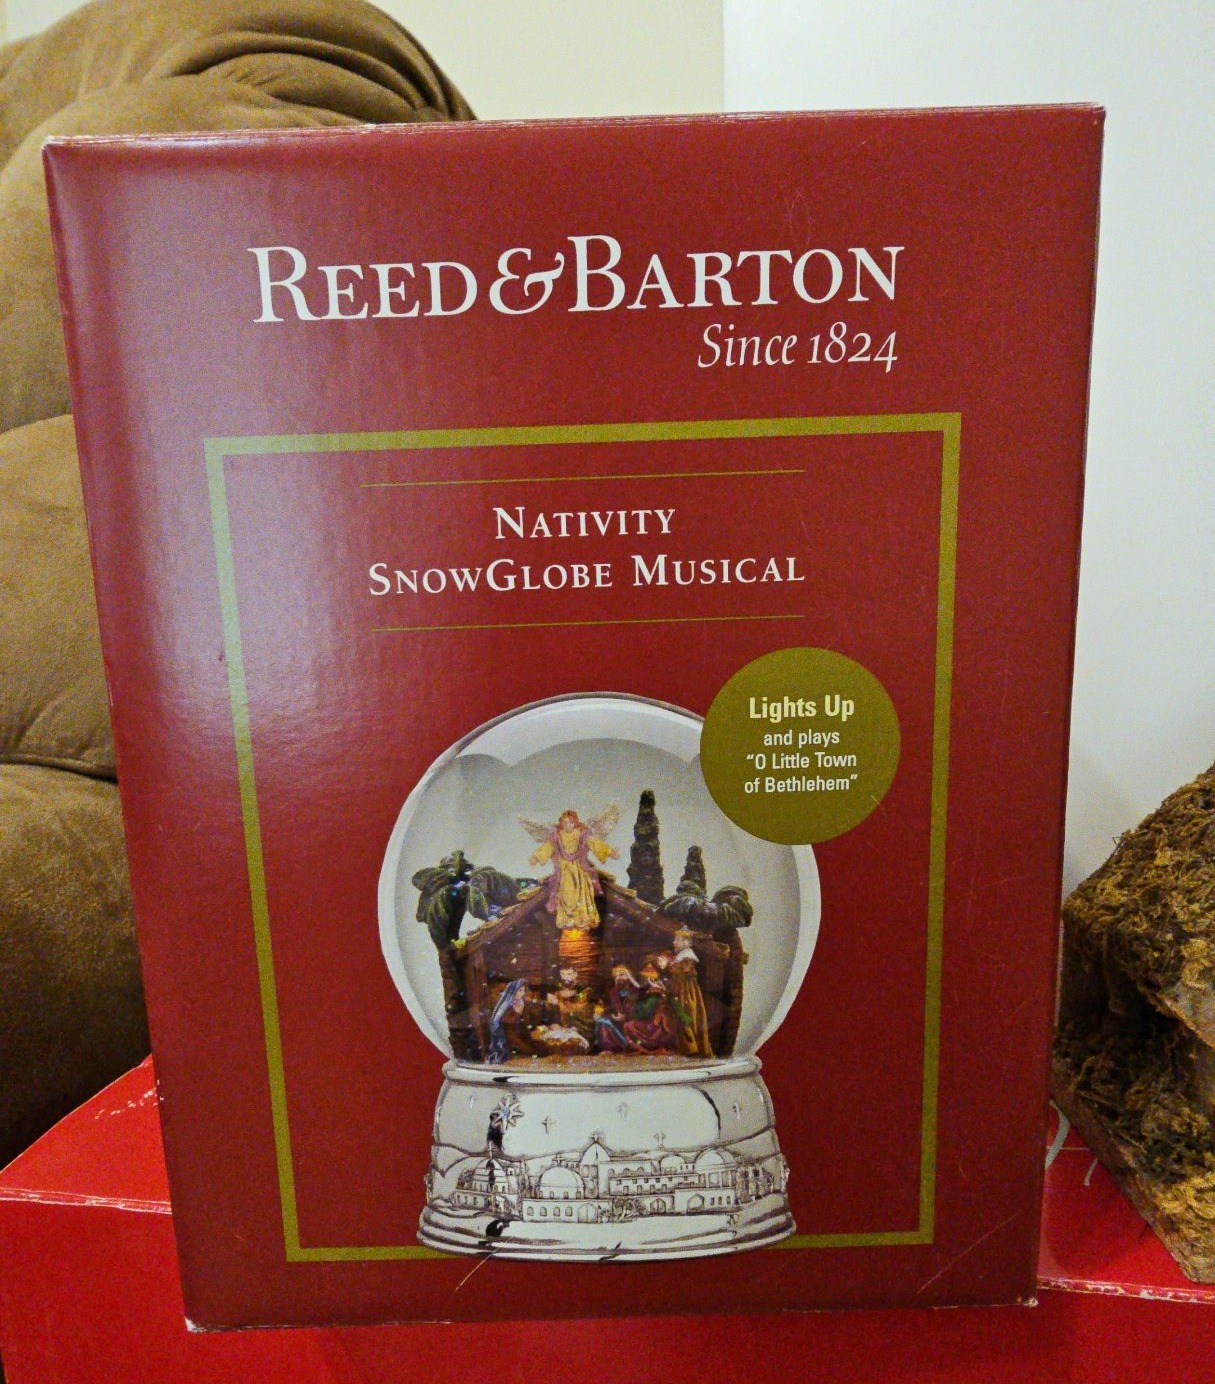 REED & BARTON
Since 1824
NATIVITY
SNOWGLOBE MUSICAL
Lights Up
and plays
"O Little Town
of Bethlehem"